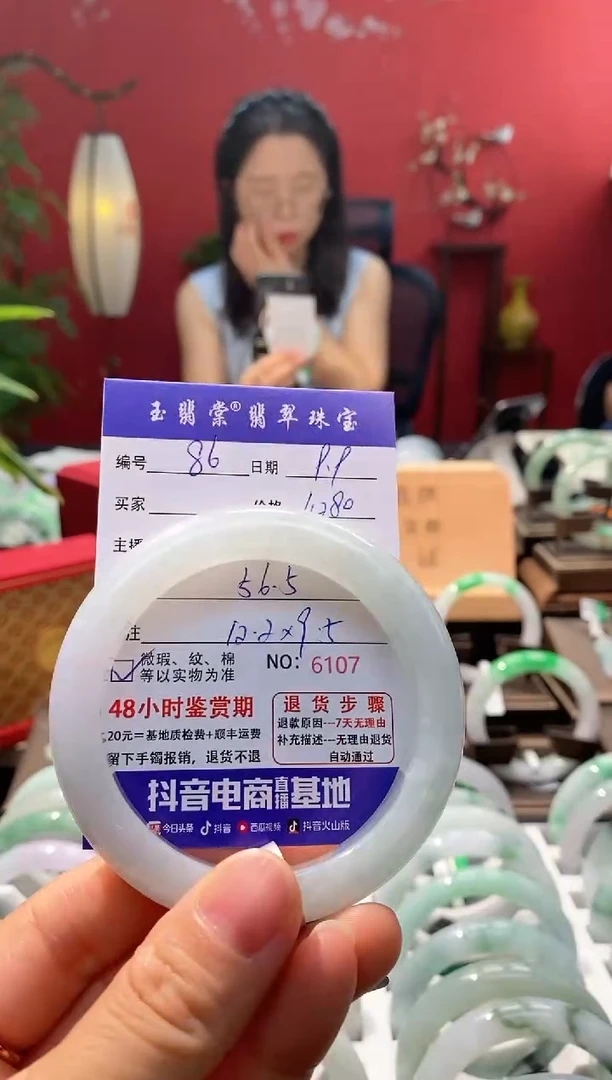 玉翡棠®翡翠珠宝
编号 86 日期 9.9
买家 价格 1280
主播
56.5
注 12.2×9.5
微瑕、纹、棉
等以实物为准
NO: 6107
48小时鉴赏期
20元=基地质检费+顺丰运费
留下手镯报销，退货不退
退货步骤
退款原因---7天无理由
补充描述---无理由退货
自动通过
抖音电商直播基地
今日头条 抖音 西瓜视频 抖音火山版